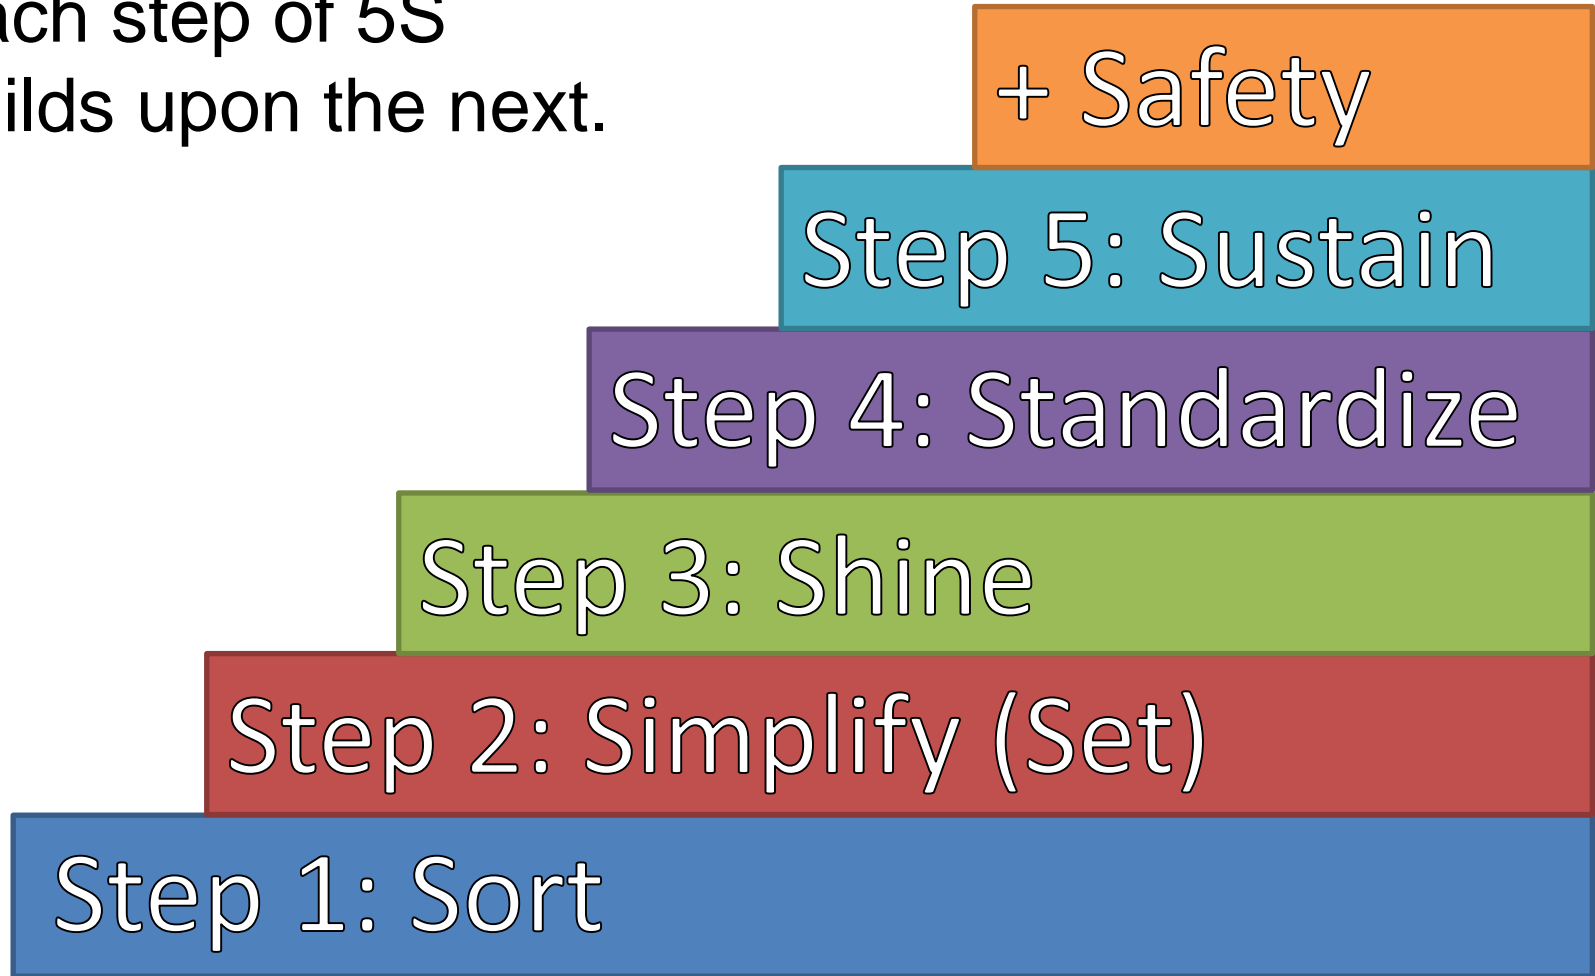 ach step of 5S
ilds upon the next.
+ Safety
Step 5: Sustain
Step 4: Standardize
Step 3: Shine
Step 2: Simplify (Set)
Step 1: Sort